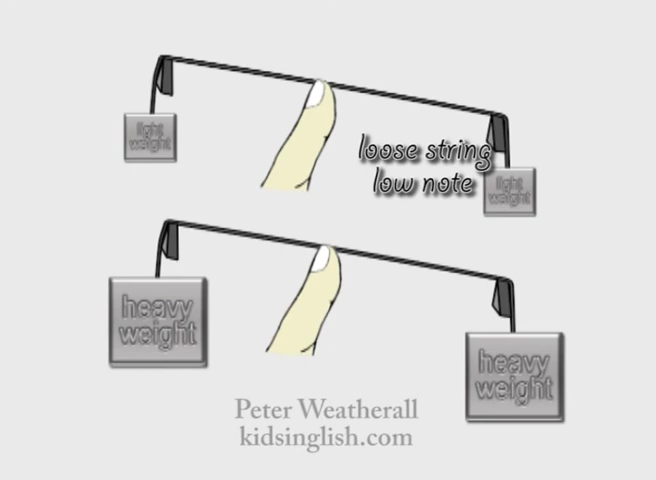 light
weight
loose string
low note
light
weight
heavy
weight
heavy
weight
Peter Weatherall
kidsinglish.com